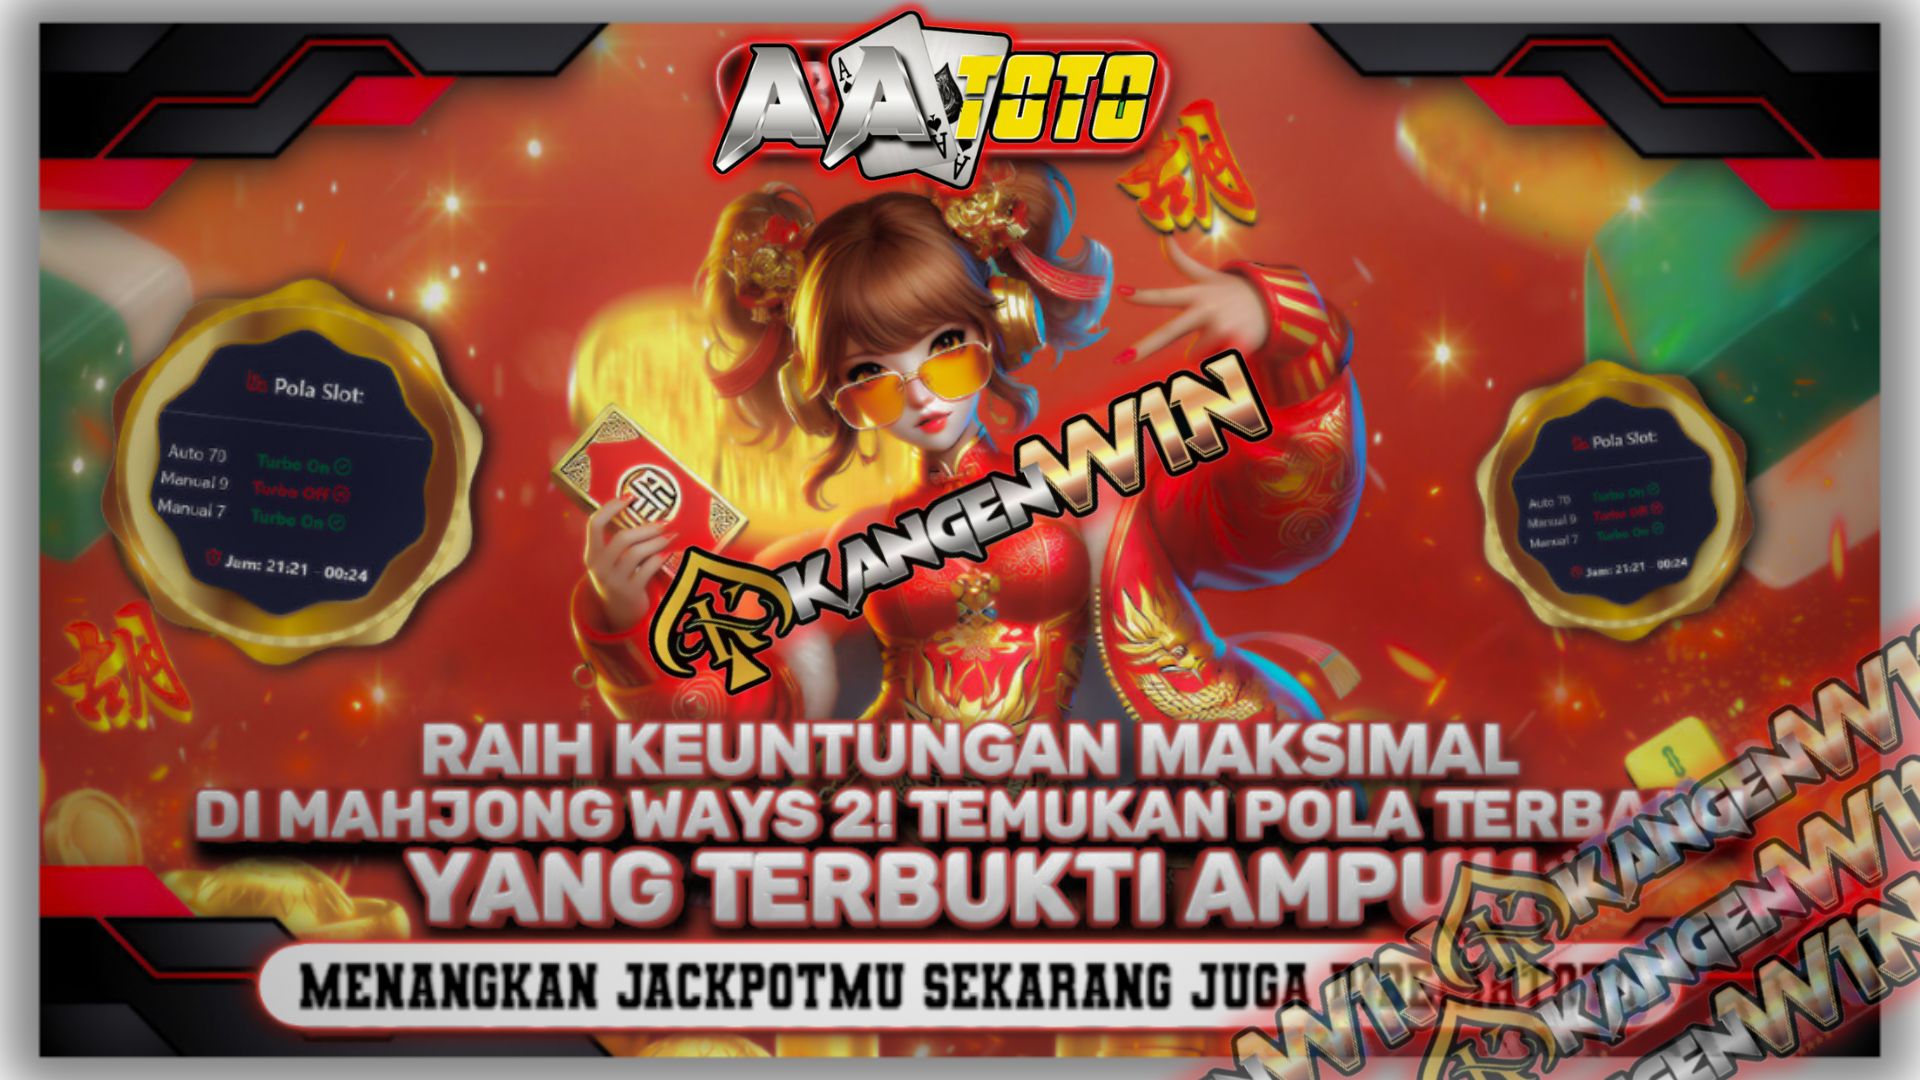 AATOTO
胡
Pola Slot:
Auto 70 Turbo On
Manual 9 Turbo Off
Manual 7 Turbo On
Jam: 21:21 - 00:24
Pola Slot:
Auto 70 Turbo On
Manual 9 Turbo Off
Manual 7 Turbo On
Jam: 21:21 - 00:24
KANGENWIN
胡
RAIH KEUNTUNGAN MAKSIMAL
DI MAHJONG WAYS 2! TEMUKAN POLA
YANG TERBUKTI
MENANGKAN JACKPOTMU SEKARANG JUGA
KANGENWIN
KANGENWIN